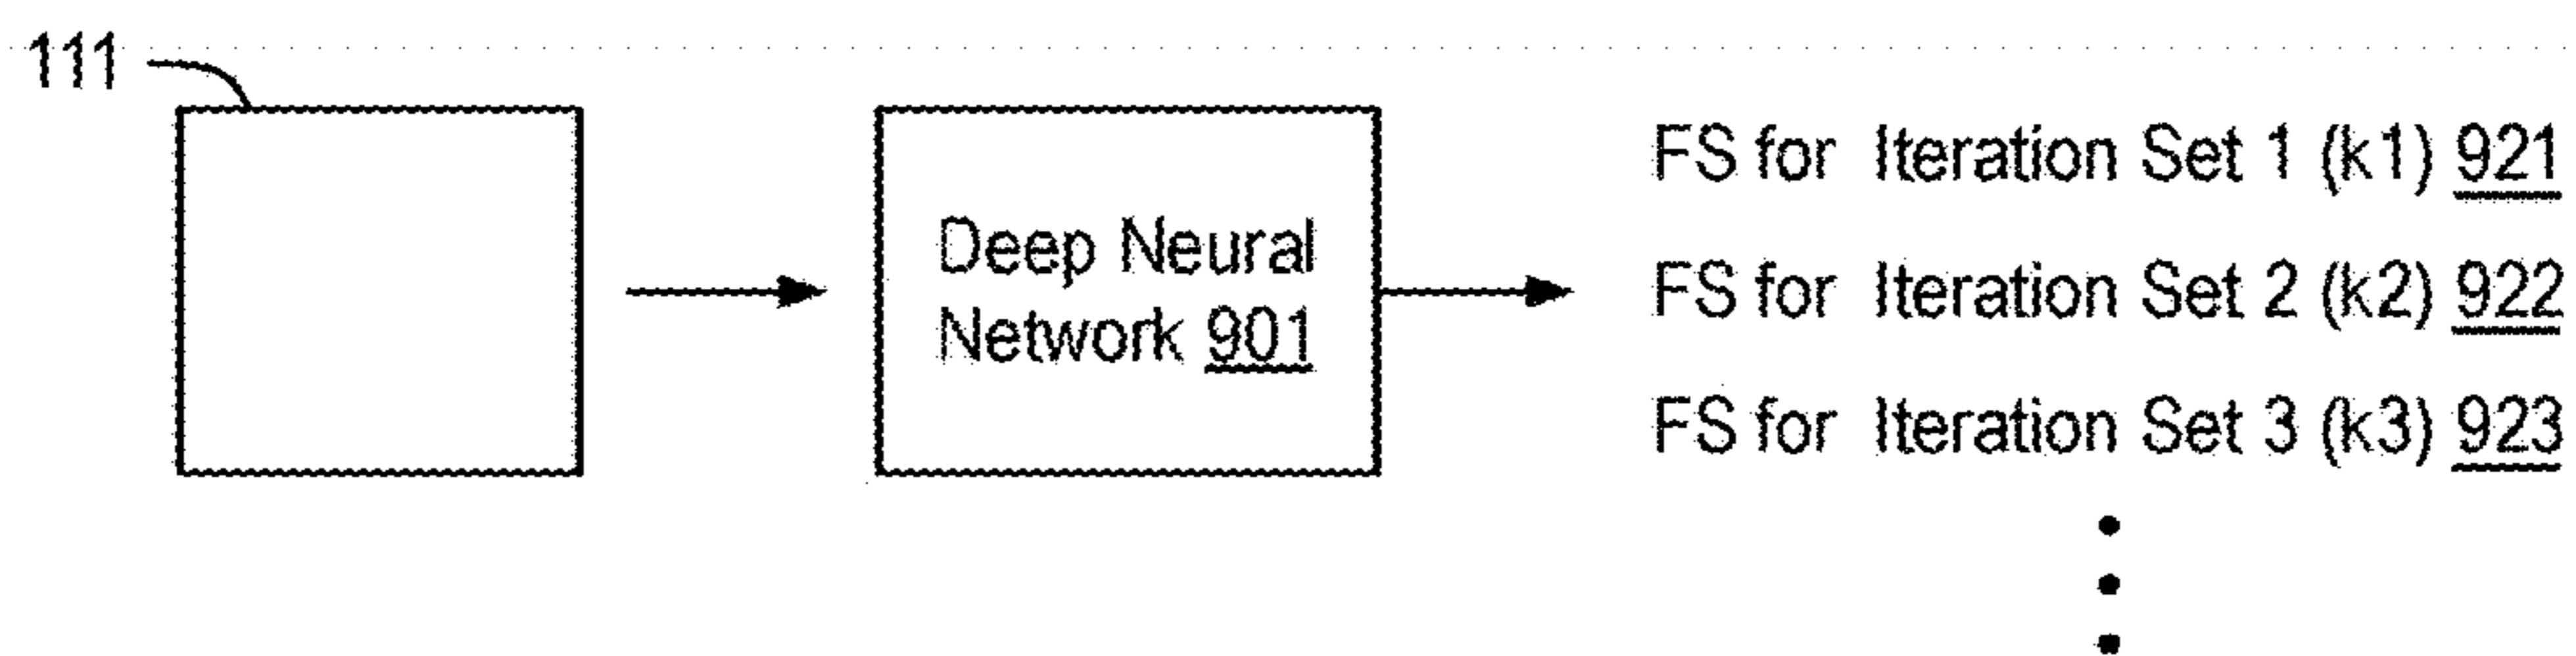 111
Deep Neural
Network 901
FS for Iteration Set 1 (k1) 921
FS for Iteration Set 2 (k2) 922
FS for Iteration Set 3 (k3) 923